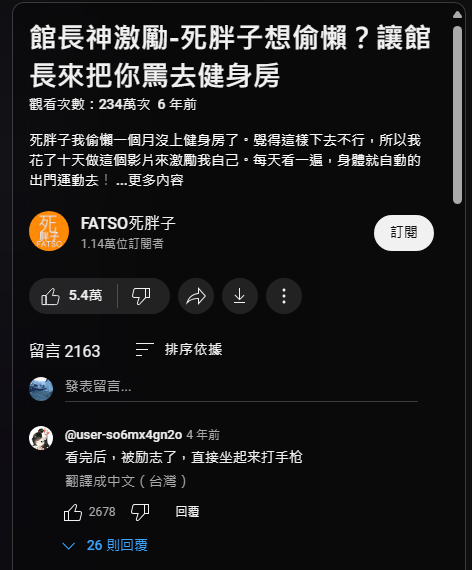 館長神激勵-死胖子想偷懶？讓館
長來把你罵去健身房
觀看次數：234萬次 6 年前
死胖子我偷懶一個月沒上健身房了。覺得這樣下去不行，所以我
花了十天做這個影片來激勵我自己。每天看一遍，身體就自動的
出門運動去！ ...更多內容
死
胖子
FATSO
FATSO死胖子
1.14萬位訂閱者
訂閱
5.4萬
留言 2163
排序依據
發表留言...
@user-so6mx4gn2o 4 年前
看完后，被励志了，直接坐起来打手枪
翻譯成中文（台灣）
2678
回覆
26 則回覆